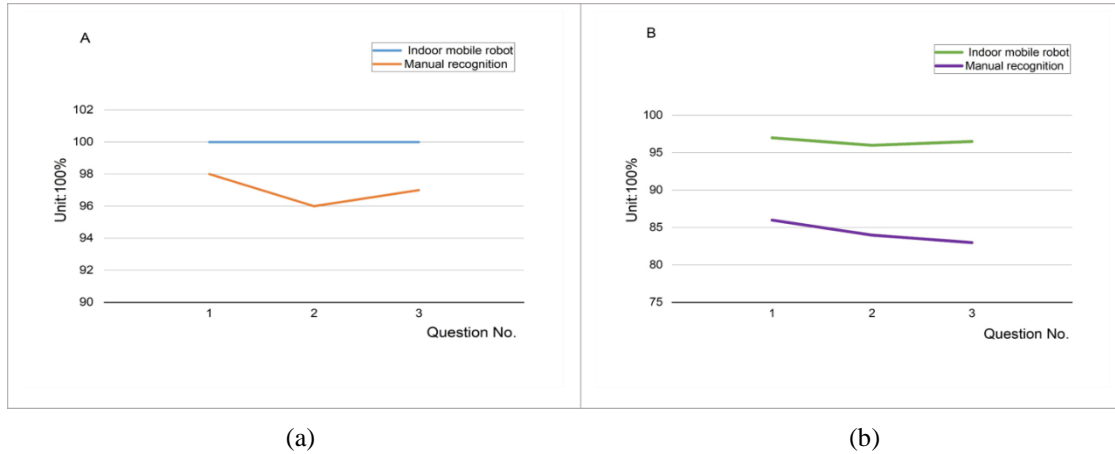 A
Indoor mobile robot
Manual recognition
102
100
98
96
94
92
90
Unit:100%
1 2 3
Question No.
(a)
B
Indoor mobile robot
Manual recognition
100
95
90
85
80
75
Unit:100%
1 2 3
Question No.
(b)